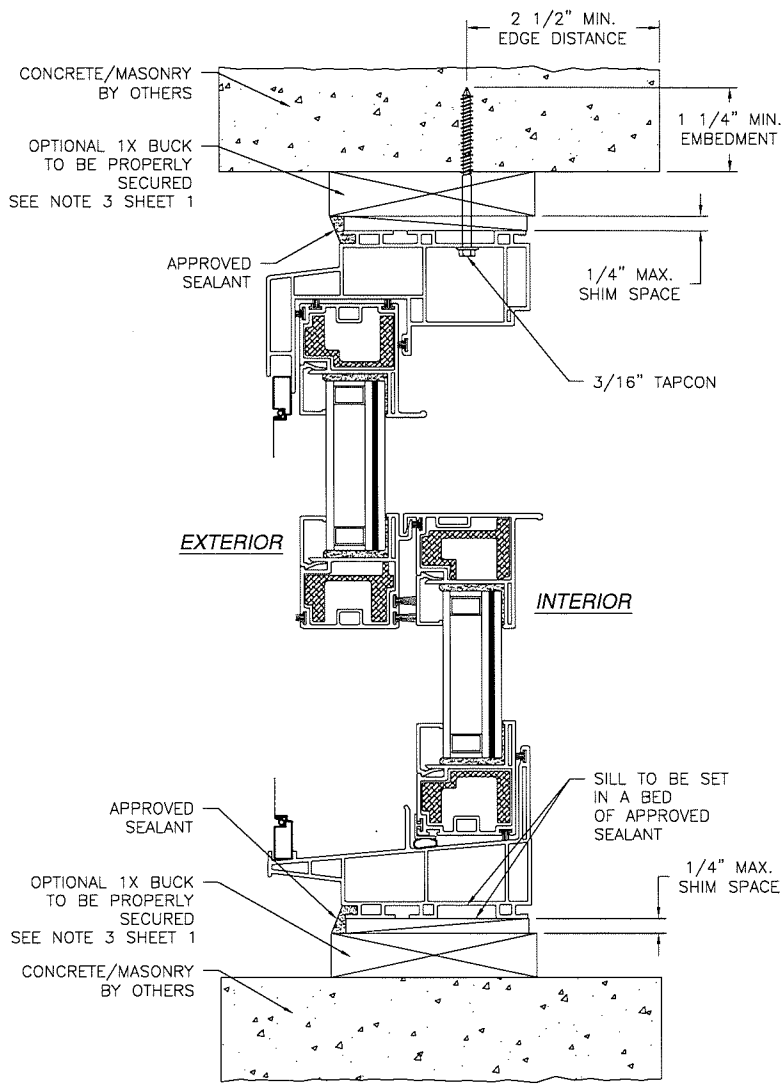 2 1/2" MIN.
EDGE DISTANCE
CONCRETE/MASONRY
BY OTHERS
1 1/4" MIN.
EMBEDMENT
OPTIONAL 1X BUCK
TO BE PROPERLY
SECURED
SEE NOTE 3 SHEET 1
APPROVED
SEALANT
1/4" MAX.
SHIM SPACE
3/16" TAPCON
EXTERIOR
INTERIOR
APPROVED
SEALANT
SILL TO BE SET
IN A BED
OF APPROVED
SEALANT
1/4" MAX.
SHIM SPACE
OPTIONAL 1X BUCK
TO BE PROPERLY
SECURED
SEE NOTE 3 SHEET 1
CONCRETE/MASONRY
BY OTHERS